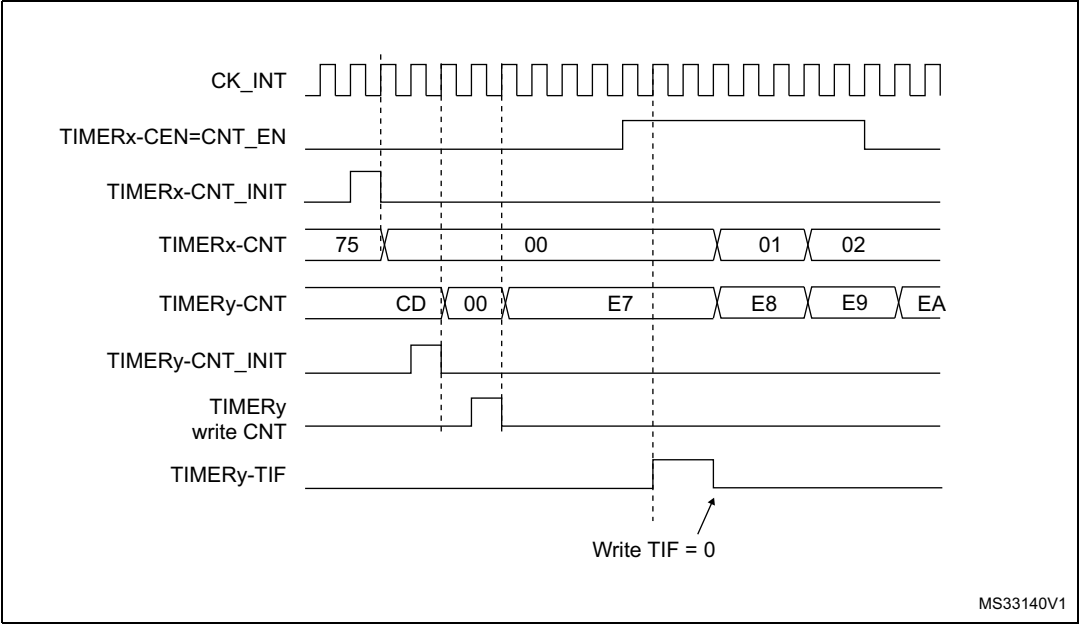 CK_INT
TIMERx-CEN=CNT_EN
TIMERx-CNT_INIT
TIMERx-CNT 75 00 01 02
TIMERy-CNT CD 00 E7 E8 E9 EA
TIMERy-CNT_INIT
TIMERy
write CNT
TIMERy-TIF
Write TIF = 0
MS33140V1